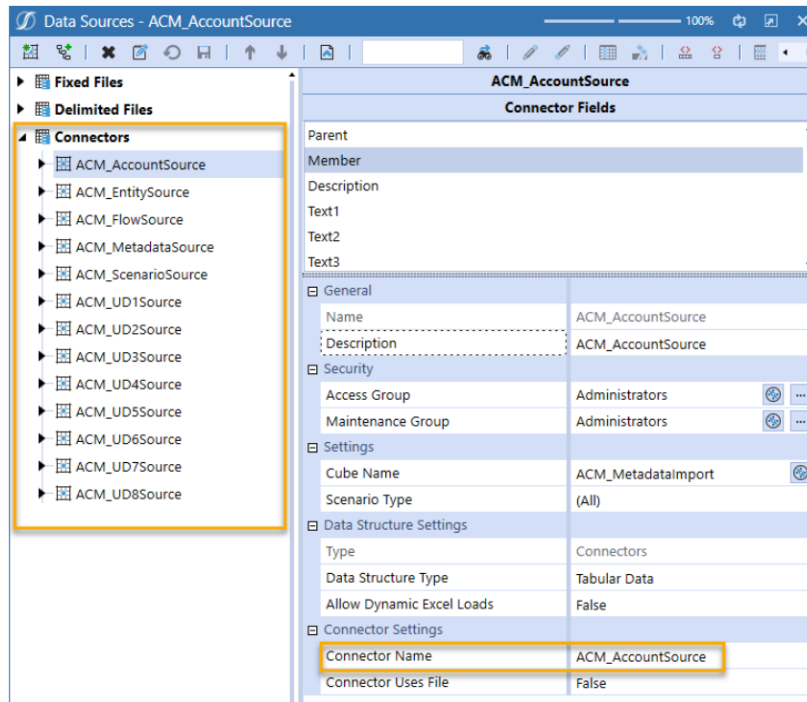 Data Sources - ACM_AccountSource
100%
Fixed Files
Delimited Files
Connectors
ACM_AccountSource
ACM_EntitySource
ACM_FlowSource
ACM_MetadataSource
ACM_ScenarioSource
ACM_UD1Source
ACM_UD2Source
ACM_UD3Source
ACM_UD4Source
ACM_UD5Source
ACM_UD6Source
ACM_UD7Source
ACM_UD8Source
ACM_AccountSource
Connector Fields
Parent
Member
Description
Text1
Text2
Text3
General
Name ACM_AccountSource
Description ACM_AccountSource
Security
Access Group Administrators
Maintenance Group Administrators
Settings
Cube Name ACM_MetadataImport
Scenario Type (All)
Data Structure Settings
Type Connectors
Data Structure Type Tabular Data
Allow Dynamic Excel Loads False
Connector Settings
Connector Name ACM_AccountSource
Connector Uses File False